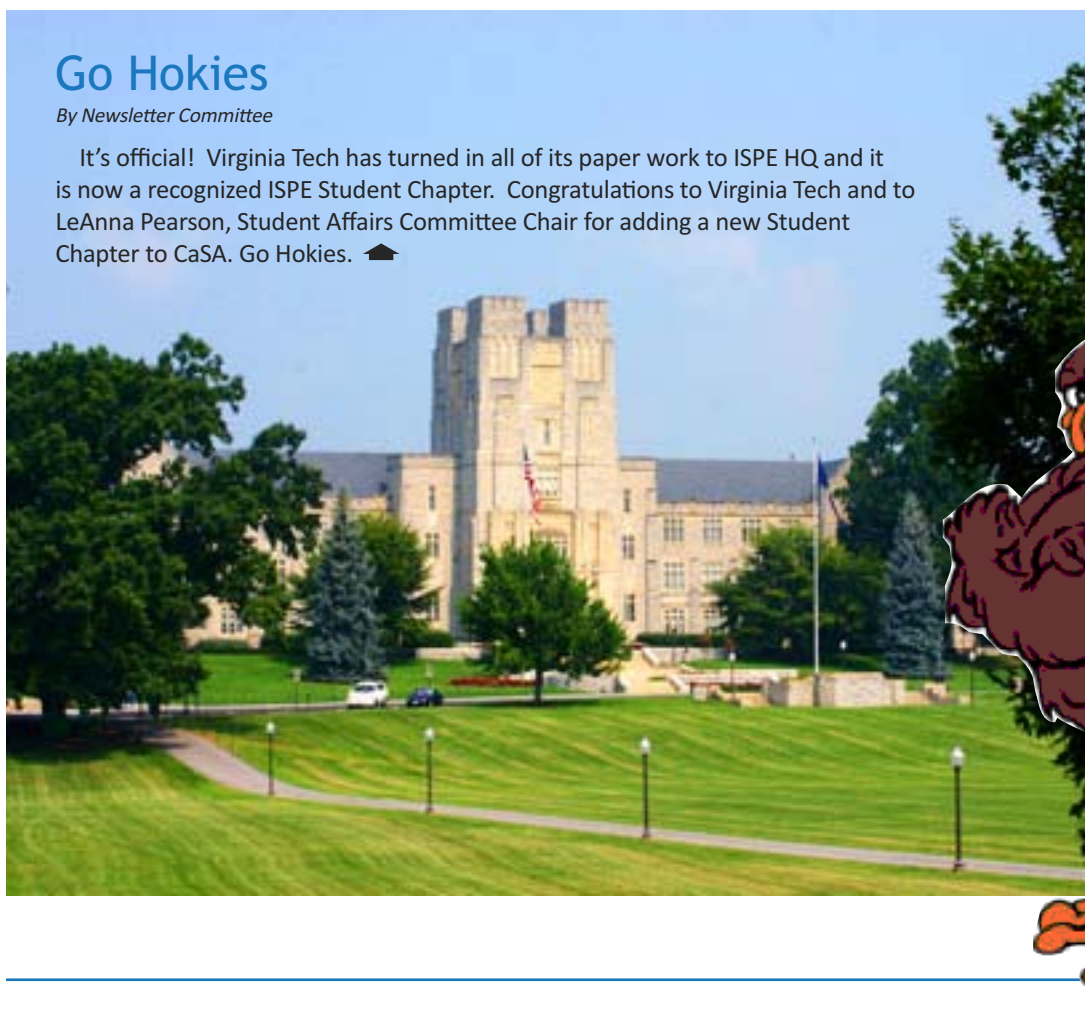 Go Hokies
By Newsletter Committee
It’s official!  Virginia Tech has turned in all of its paper work to ISPE HQ and it
is now a recognized ISPE Student Chapter.  Congratulations to Virginia Tech and to
LeAnna Pearson, Student Affairs Committee Chair for adding a new Student
Chapter to CaSA. Go Hokies.